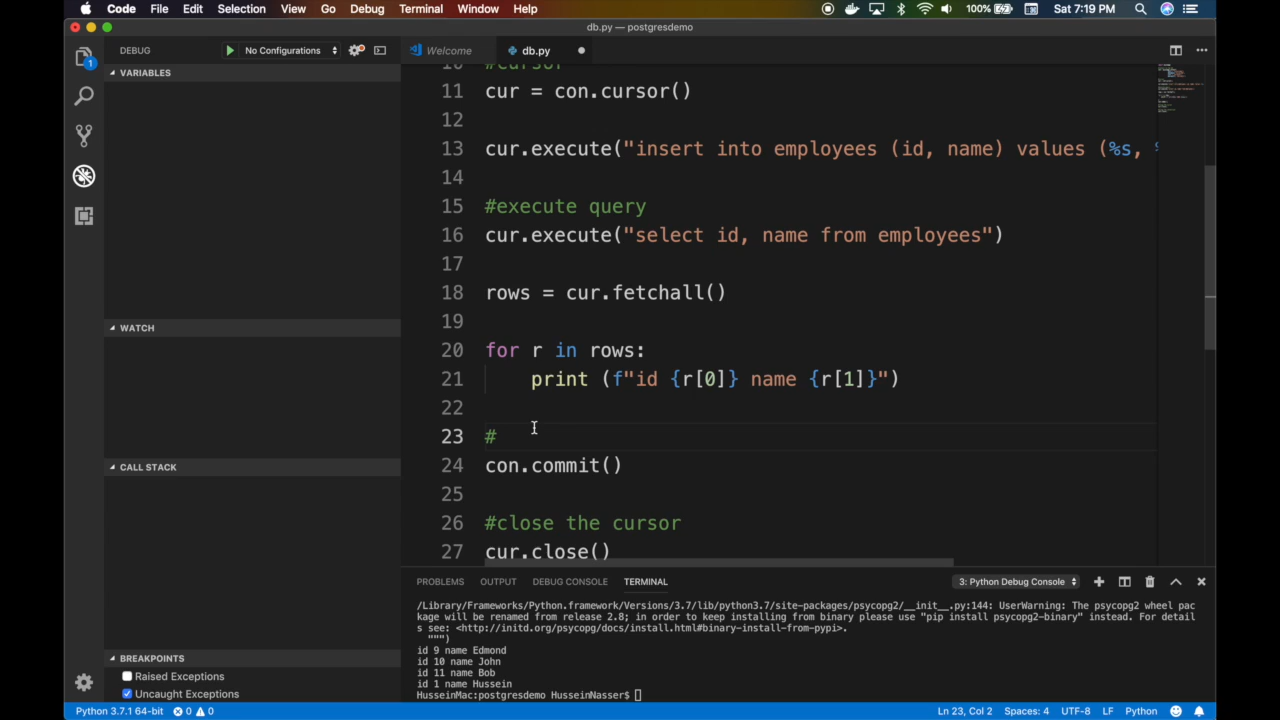 Code File Edit Selection View Go Debug Terminal Window Help 100% Sat 7:19 PM
db.py — postgresdemo
DEBUG No Configurations Welcome db.py
VARIABLES
WATCH
CALL STACK
BREAKPOINTS
Raised Exceptions
Uncaught Exceptions
1
10 #cursor
11 cur = con.cursor()
12
13 cur.execute("insert into employees (id, name) values (%s, %
14
15 #execute query
16 cur.execute("select id, name from employees")
17
18 rows = cur.fetchall()
19
20 for r in rows:
21 print (f"id {r[0]} name {r[1]}")
22
23 #
24 con.commit()
25
26 #close the cursor
27 cur.close()
PROBLEMS OUTPUT DEBUG CONSOLE TERMINAL 3: Python Debug Console
/Library/Frameworks/Python.framework/Versions/3.7/lib/python3.7/site-packages/psycopg2/__init__.py:144: UserWarning: The psycopg2 wheel pac
kage will be renamed from release 2.8; in order to keep installing from binary please use "pip install psycopg2-binary" instead. For detail
s see: <http://initd.org/psycopg/docs/install.html#binary-install-from-pypi>.
""")
id 9 name Edmond
id 10 name John
id 11 name Bob
id 1 name Hussein
HusseinMac:postgresdemo HusseinNasser$
Python 3.7.1 64-bit 0 0 Ln 23, Col 2 Spaces: 4 UTF-8 LF Python